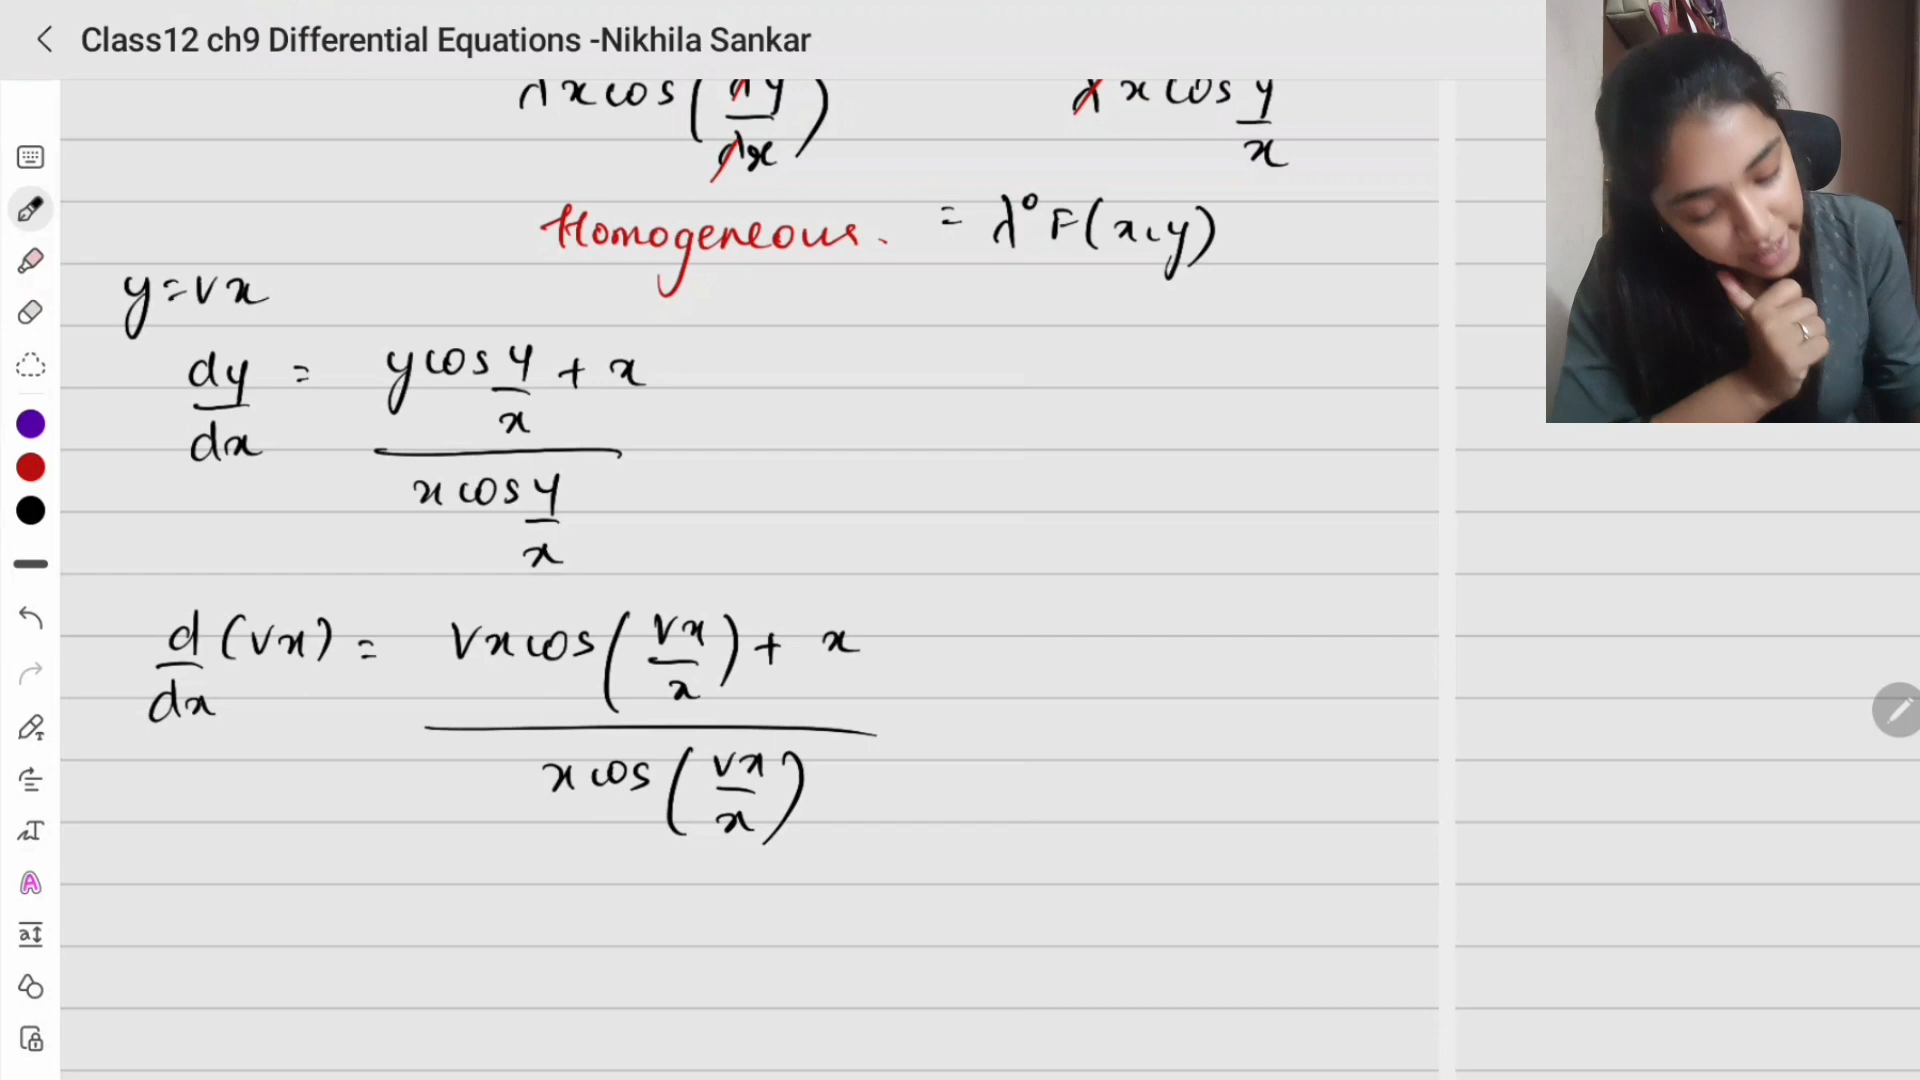 Class12 ch9 Differential Equations -Nikhila Sankar
λx cos(λy/λx) λx cos y/x
Homogeneous. = λ⁰ F(x,y)
y=vx
dy/dx = (y cos y/x + x)/(x cos y/x)
d/dx (vx) = (vx cos(vx/x) + x)/(x cos(vx/x))